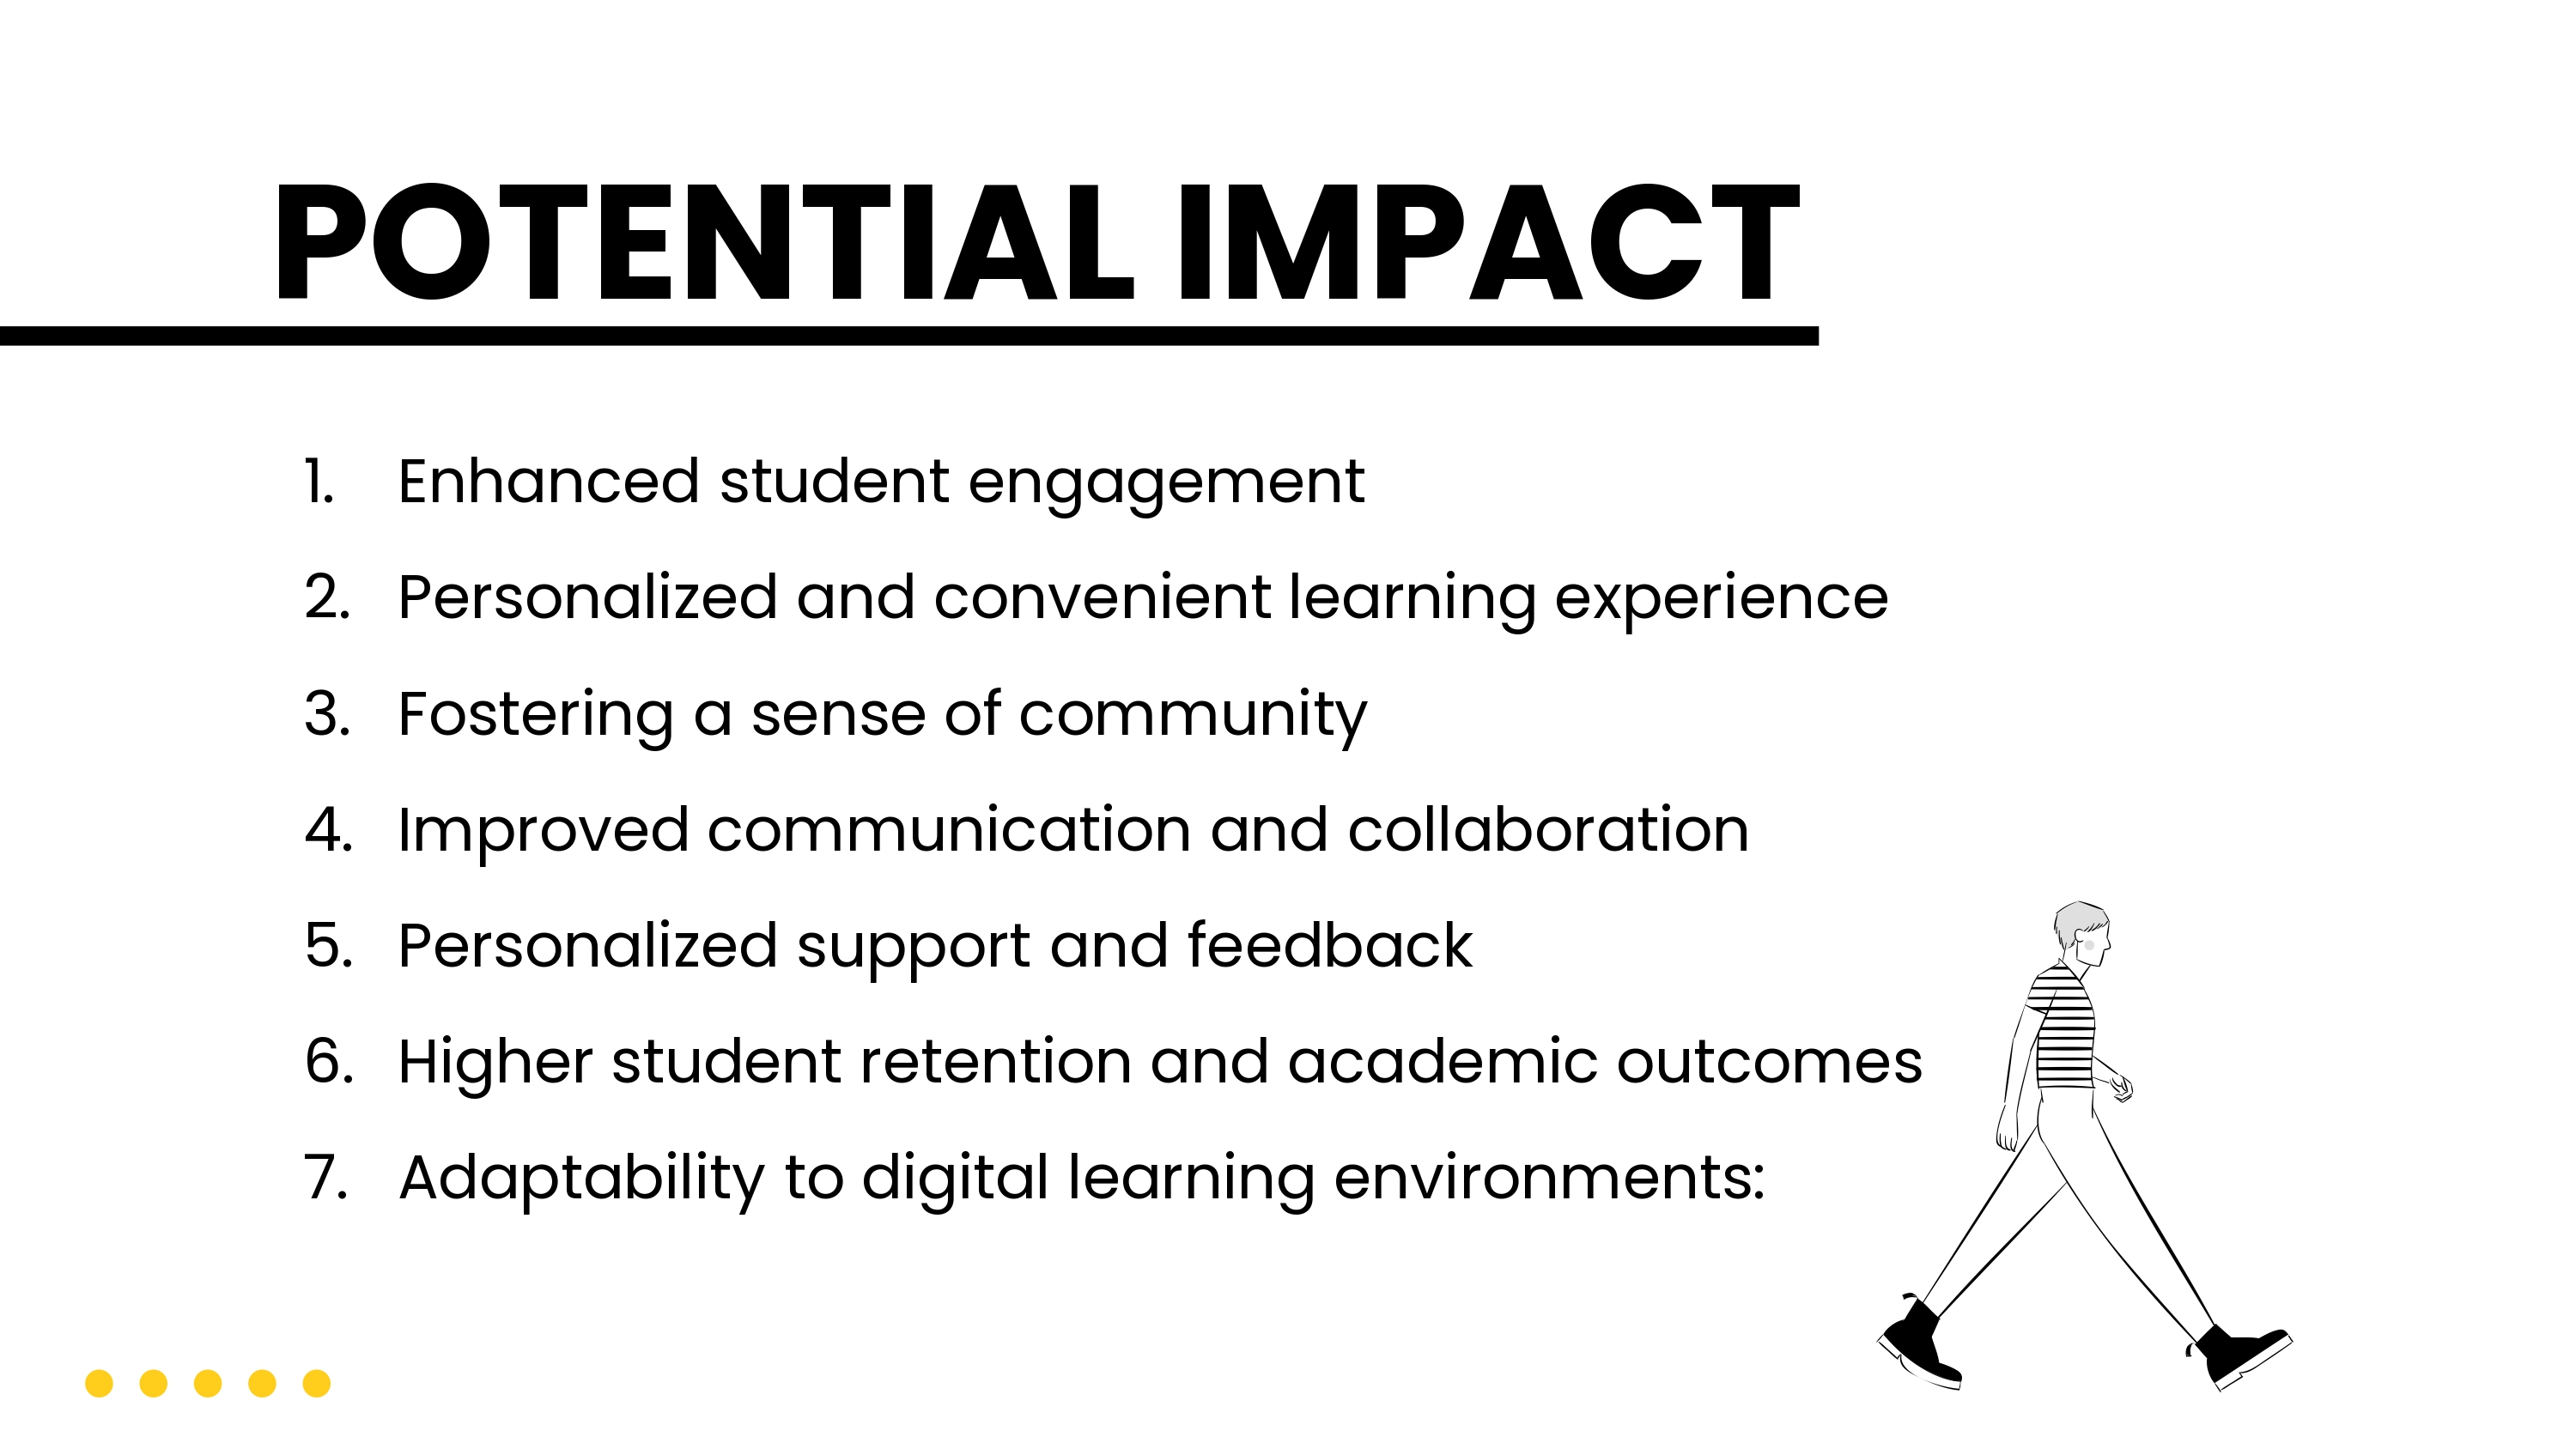 POTENTIAL IMPACT
1. Enhanced student engagement
2. Personalized and convenient learning experience
3. Fostering a sense of community
4. Improved communication and collaboration
5. Personalized support and feedback
6. Higher student retention and academic outcomes
7. Adaptability to digital learning environments: